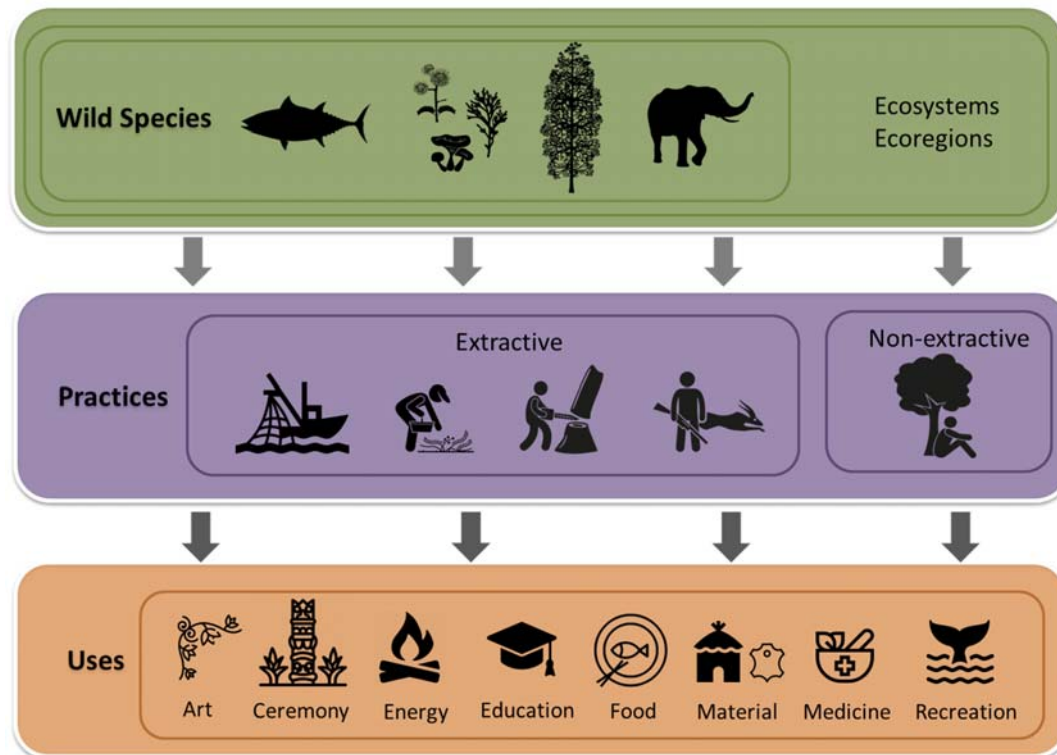 Wild Species
Ecosystems
Ecoregions
Practices
Extractive
Non-extractive
Uses
Art
Ceremony
Energy
Education
Food
Material
Medicine
Recreation